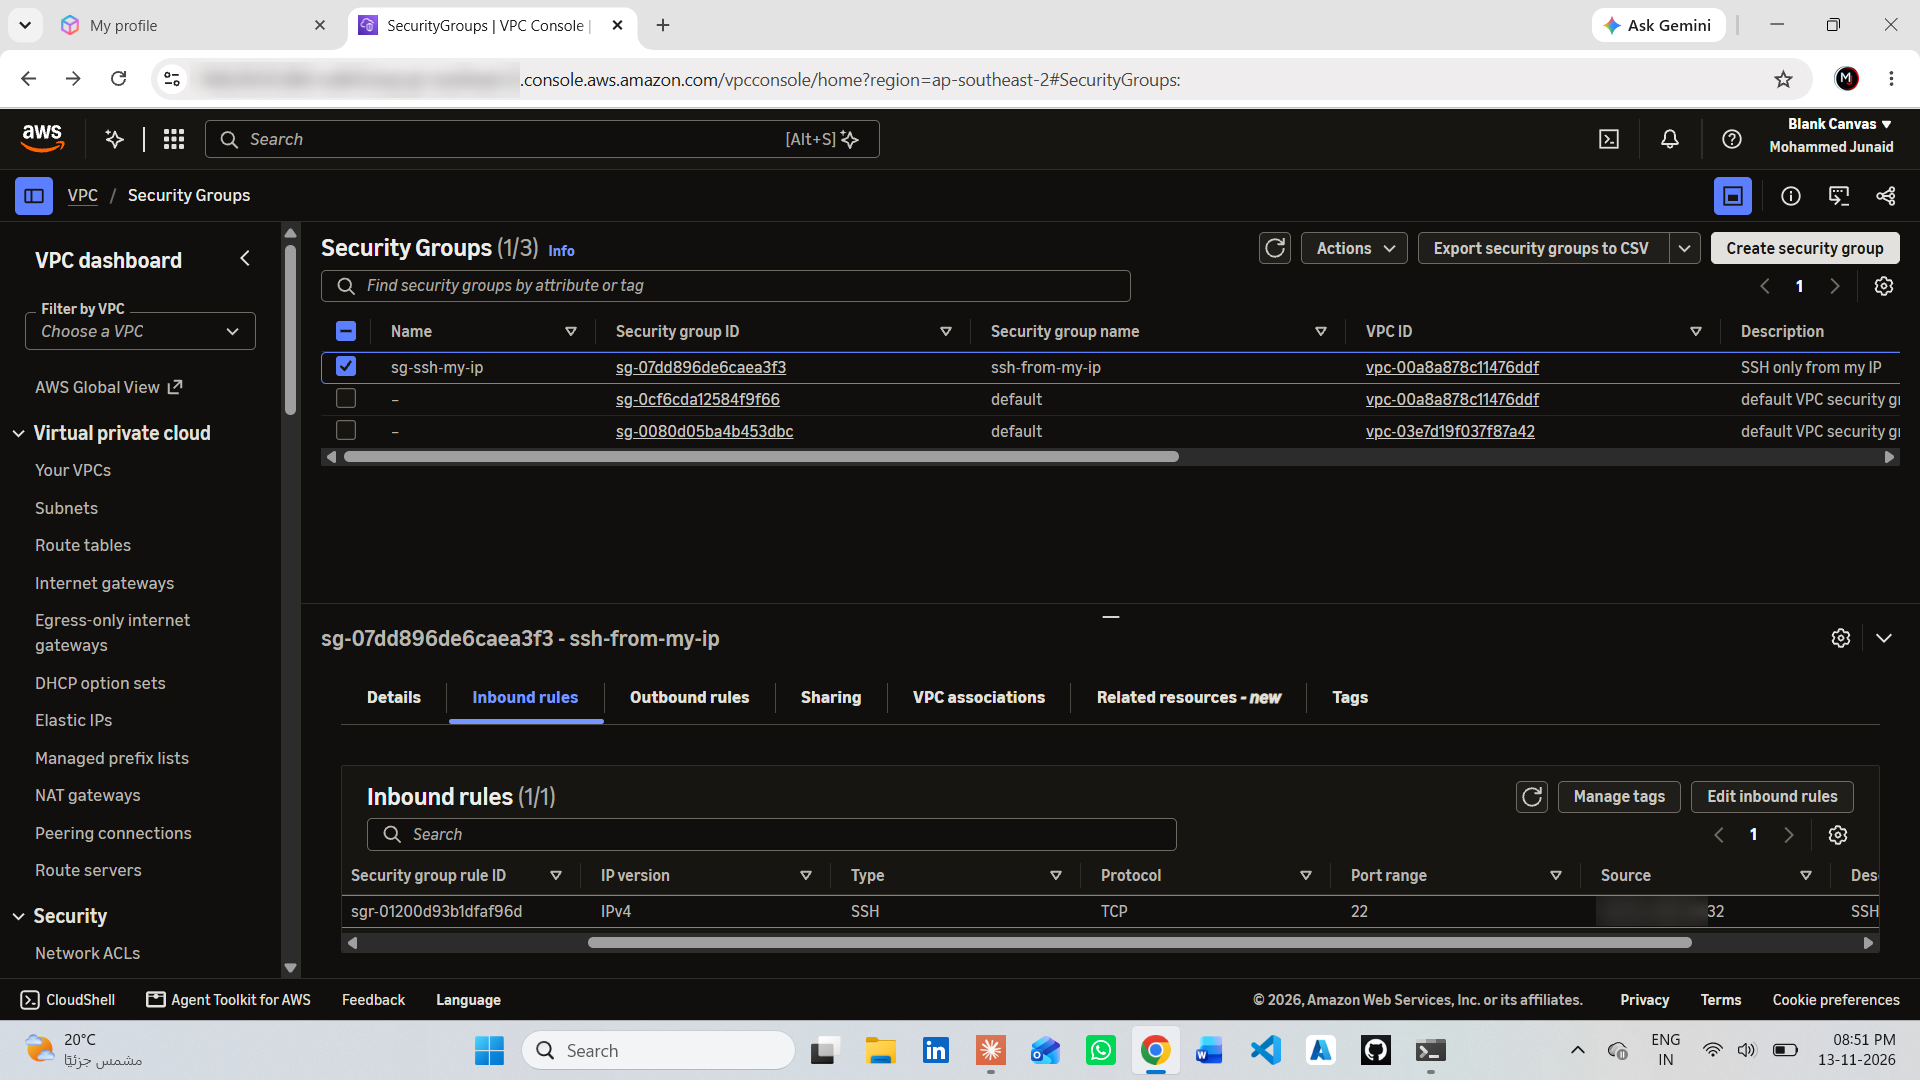 My profile
SecurityGroups | VPC Console |
Ask Gemini
.console.aws.amazon.com/vpcconsole/home?region=ap-southeast-2#SecurityGroups:
M
aws
Search
[Alt+S]
Blank Canvas
Mohammed Junaid
VPC / Security Groups
VPC dashboard
Filter by VPC
Choose a VPC
AWS Global View
Virtual private cloud
Your VPCs
Subnets
Route tables
Internet gateways
Egress-only internet
gateways
DHCP option sets
Elastic IPs
Managed prefix lists
NAT gateways
Peering connections
Route servers
Security
Network ACLs
Security Groups (1/3) Info
Actions
Export security groups to CSV
Create security group
Find security groups by attribute or tag
1
Name Security group ID Security group name VPC ID Description
sg-ssh-my-ip sg-07dd896de6caea3f3 ssh-from-my-ip vpc-00a8a878c11476ddf SSH only from my IP
– sg-0cf6cda12584f9f66 default vpc-00a8a878c11476ddf default VPC security gr
– sg-0080d05ba4b453dbc default vpc-03e7d19f037f87a42 default VPC security gr
sg-07dd896de6caea3f3 - ssh-from-my-ip
Details Inbound rules Outbound rules Sharing VPC associations Related resources - new Tags
Inbound rules (1/1)
Manage tags
Edit inbound rules
Search
1
Security group rule ID IP version Type Protocol Port range Source Des
sgr-01200d93b1dfaf96d IPv4 SSH TCP 22 32 SSH
CloudShell Agent Toolkit for AWS Feedback Language © 2026, Amazon Web Services, Inc. or its affiliates. Privacy Terms Cookie preferences
20°C
مشمس جزئيًا
Search
ENG
IN
08:51 PM
13-11-2026